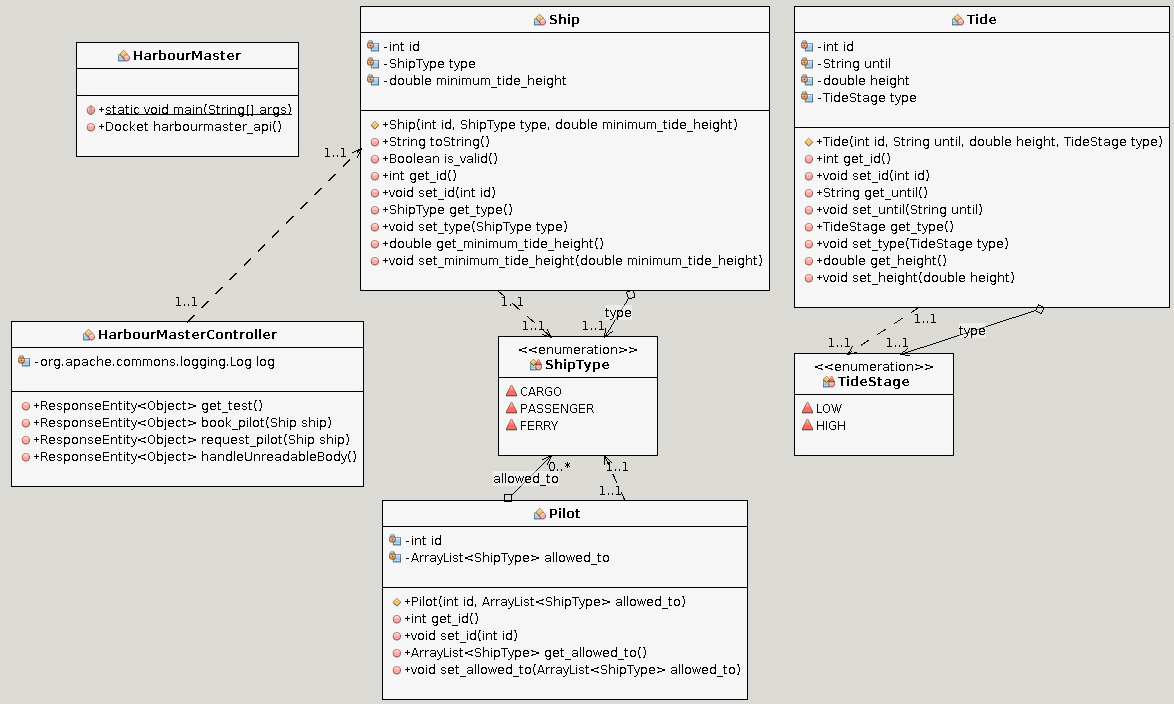 HarbourMaster
+static void main(String[] args)
+Docket harbourmaster_api()
Ship
-int id
-ShipType type
-double minimum_tide_height
+Ship(int id, ShipType type, double minimum_tide_height)
+String toString()
+Boolean is_valid()
+int get_id()
+void set_id(int id)
+ShipType get_type()
+void set_type(ShipType type)
+double get_minimum_tide_height()
+void set_minimum_tide_height(double minimum_tide_height)
Tide
-int id
-String until
-double height
-TideStage type
+Tide(int id, String until, double height, TideStage type)
+int get_id()
+void set_id(int id)
+String get_until()
+void set_until(String until)
+TideStage get_type()
+void set_type(TideStage type)
+double get_height()
+void set_height(double height)
1..1
1..1
HarbourMasterController
-org.apache.commons.logging.Log log
+ResponseEntity<Object> get_test()
+ResponseEntity<Object> book_pilot(Ship ship)
+ResponseEntity<Object> request_pilot(Ship ship)
+ResponseEntity<Object> handleUnreadableBody()
1..1
type
1..1
1..1
<<enumeration>>
ShipType
CARGO
PASSENGER
FERRY
1..1
type
1..1
1..1
<<enumeration>>
TideStage
LOW
HIGH
0..*
1..1
allowed_to
1..1
Pilot
-int id
-ArrayList<ShipType> allowed_to
+Pilot(int id, ArrayList<ShipType> allowed_to)
+int get_id()
+void set_id(int id)
+ArrayList<ShipType> get_allowed_to()
+void set_allowed_to(ArrayList<ShipType> allowed_to)